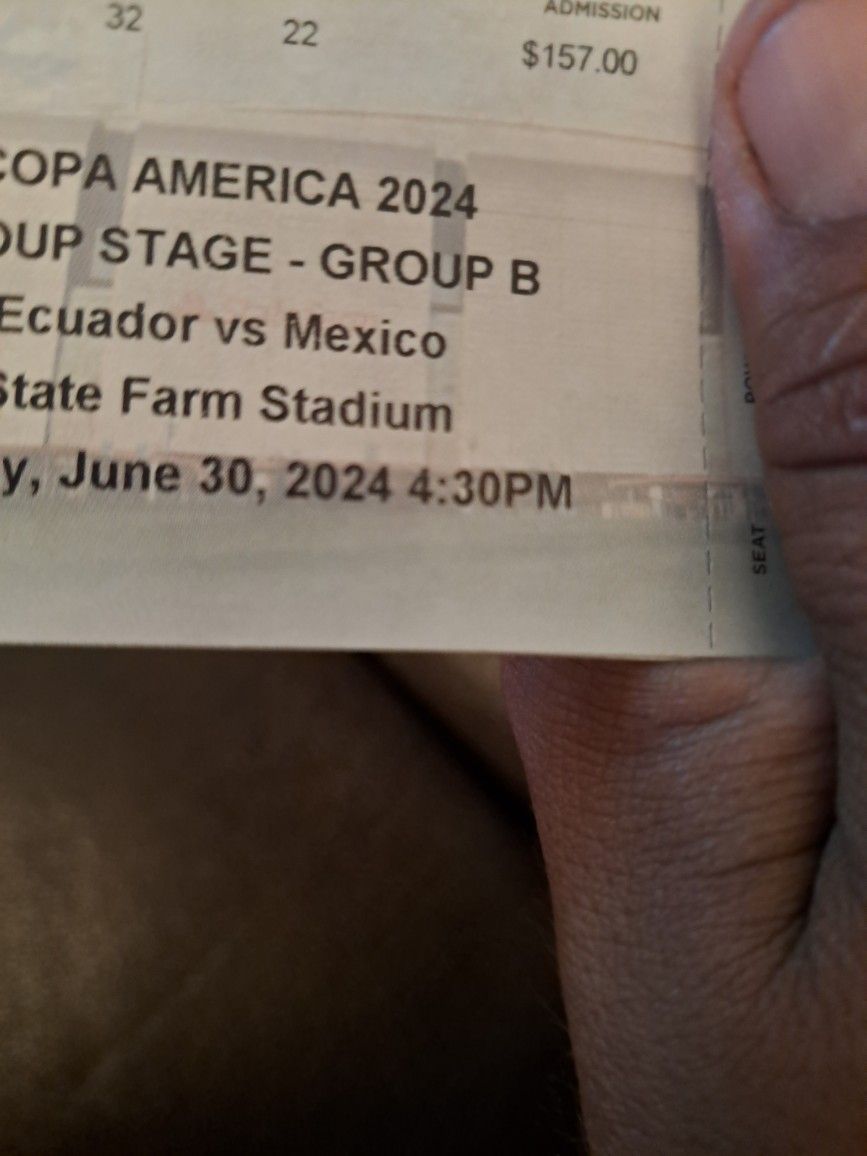 ADMISSION
32 22 $157.00
COPA AMERICA 2024
OUP STAGE - GROUP B
Ecuador vs Mexico
State Farm Stadium
y, June 30, 2024 4:30PM
SEAT